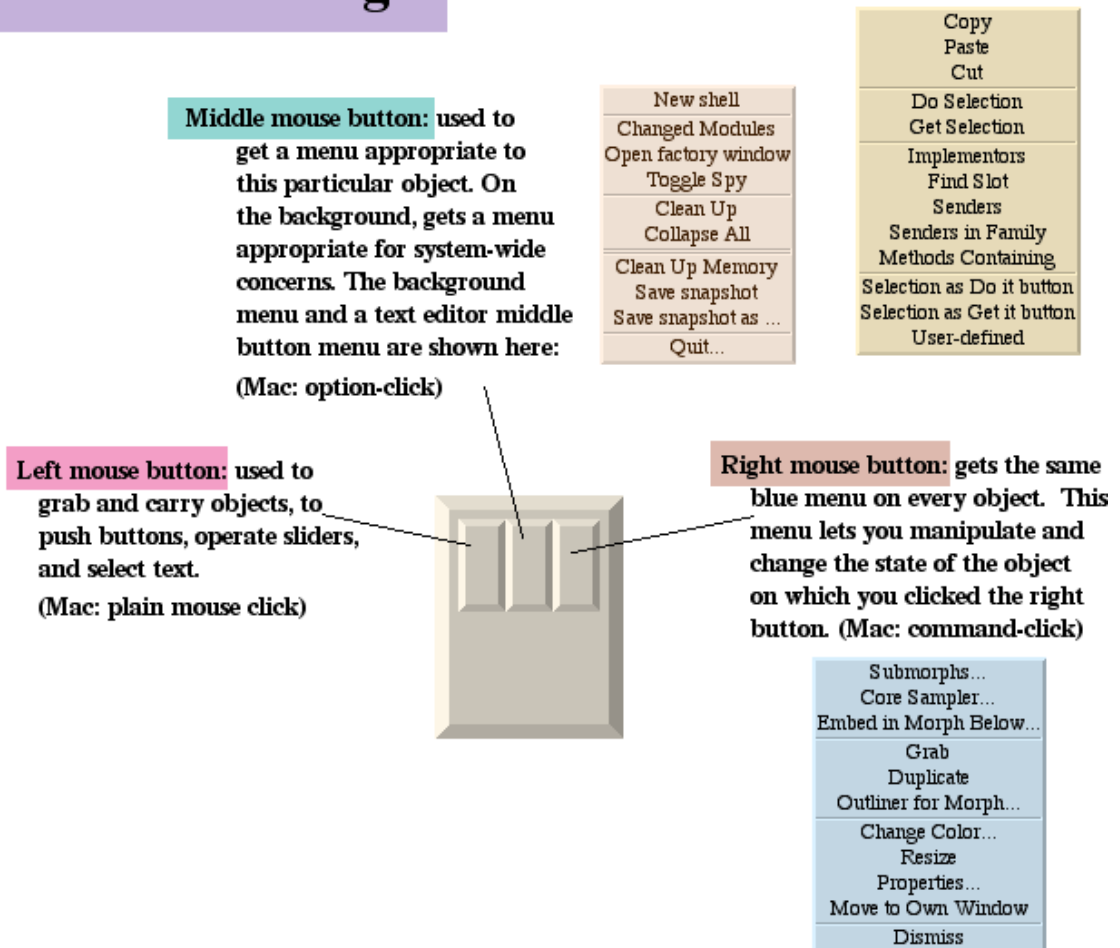 Middle mouse button: used to
get a menu appropriate to
this particular object. On
the background, gets a menu
appropriate for system-wide
concerns. The background
menu and a text editor middle
button menu are shown here:
(Mac: option-click)
New shell
Changed Modules
Open factory window
Toggle Spy
Clean Up
Collapse All
Clean Up Memory
Save snapshot
Save snapshot as ...
Quit...
Copy
Paste
Cut
Do Selection
Get Selection
Implementors
Find Slot
Senders
Senders in Family
Methods Containing
Selection as Do it button
Selection as Get it button
User-defined
Left mouse button: used to
grab and carry objects, to
push buttons, operate sliders,
and select text.
(Mac: plain mouse click)
Right mouse button: gets the same
blue menu on every object. This
menu lets you manipulate and
change the state of the object
on which you clicked the right
button. (Mac: command-click)
Submorphs...
Core Sampler...
Embed in Morph Below...
Grab
Duplicate
Outliner for Morph...
Change Color...
Resize
Properties...
Move to Own Window
Dismiss